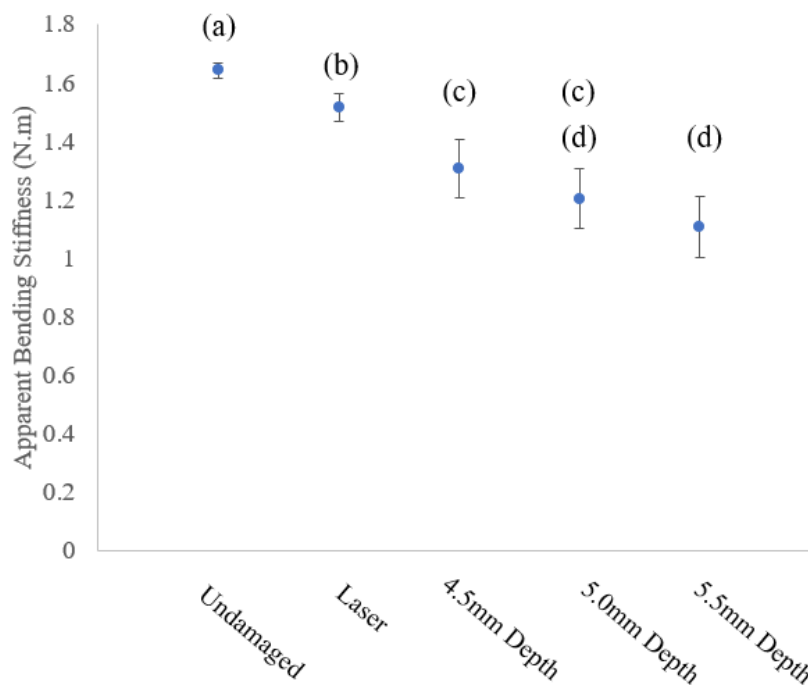 Apparent Bending Stiffness (N.m)
1.8
1.6
1.4
1.2
1
0.8
0.6
0.4
0.2
0
(a)
(b)
(c)
(c)
(d)
(d)
Undamaged
Laser
4.5mm Depth
5.0mm Depth
5.5mm Depth